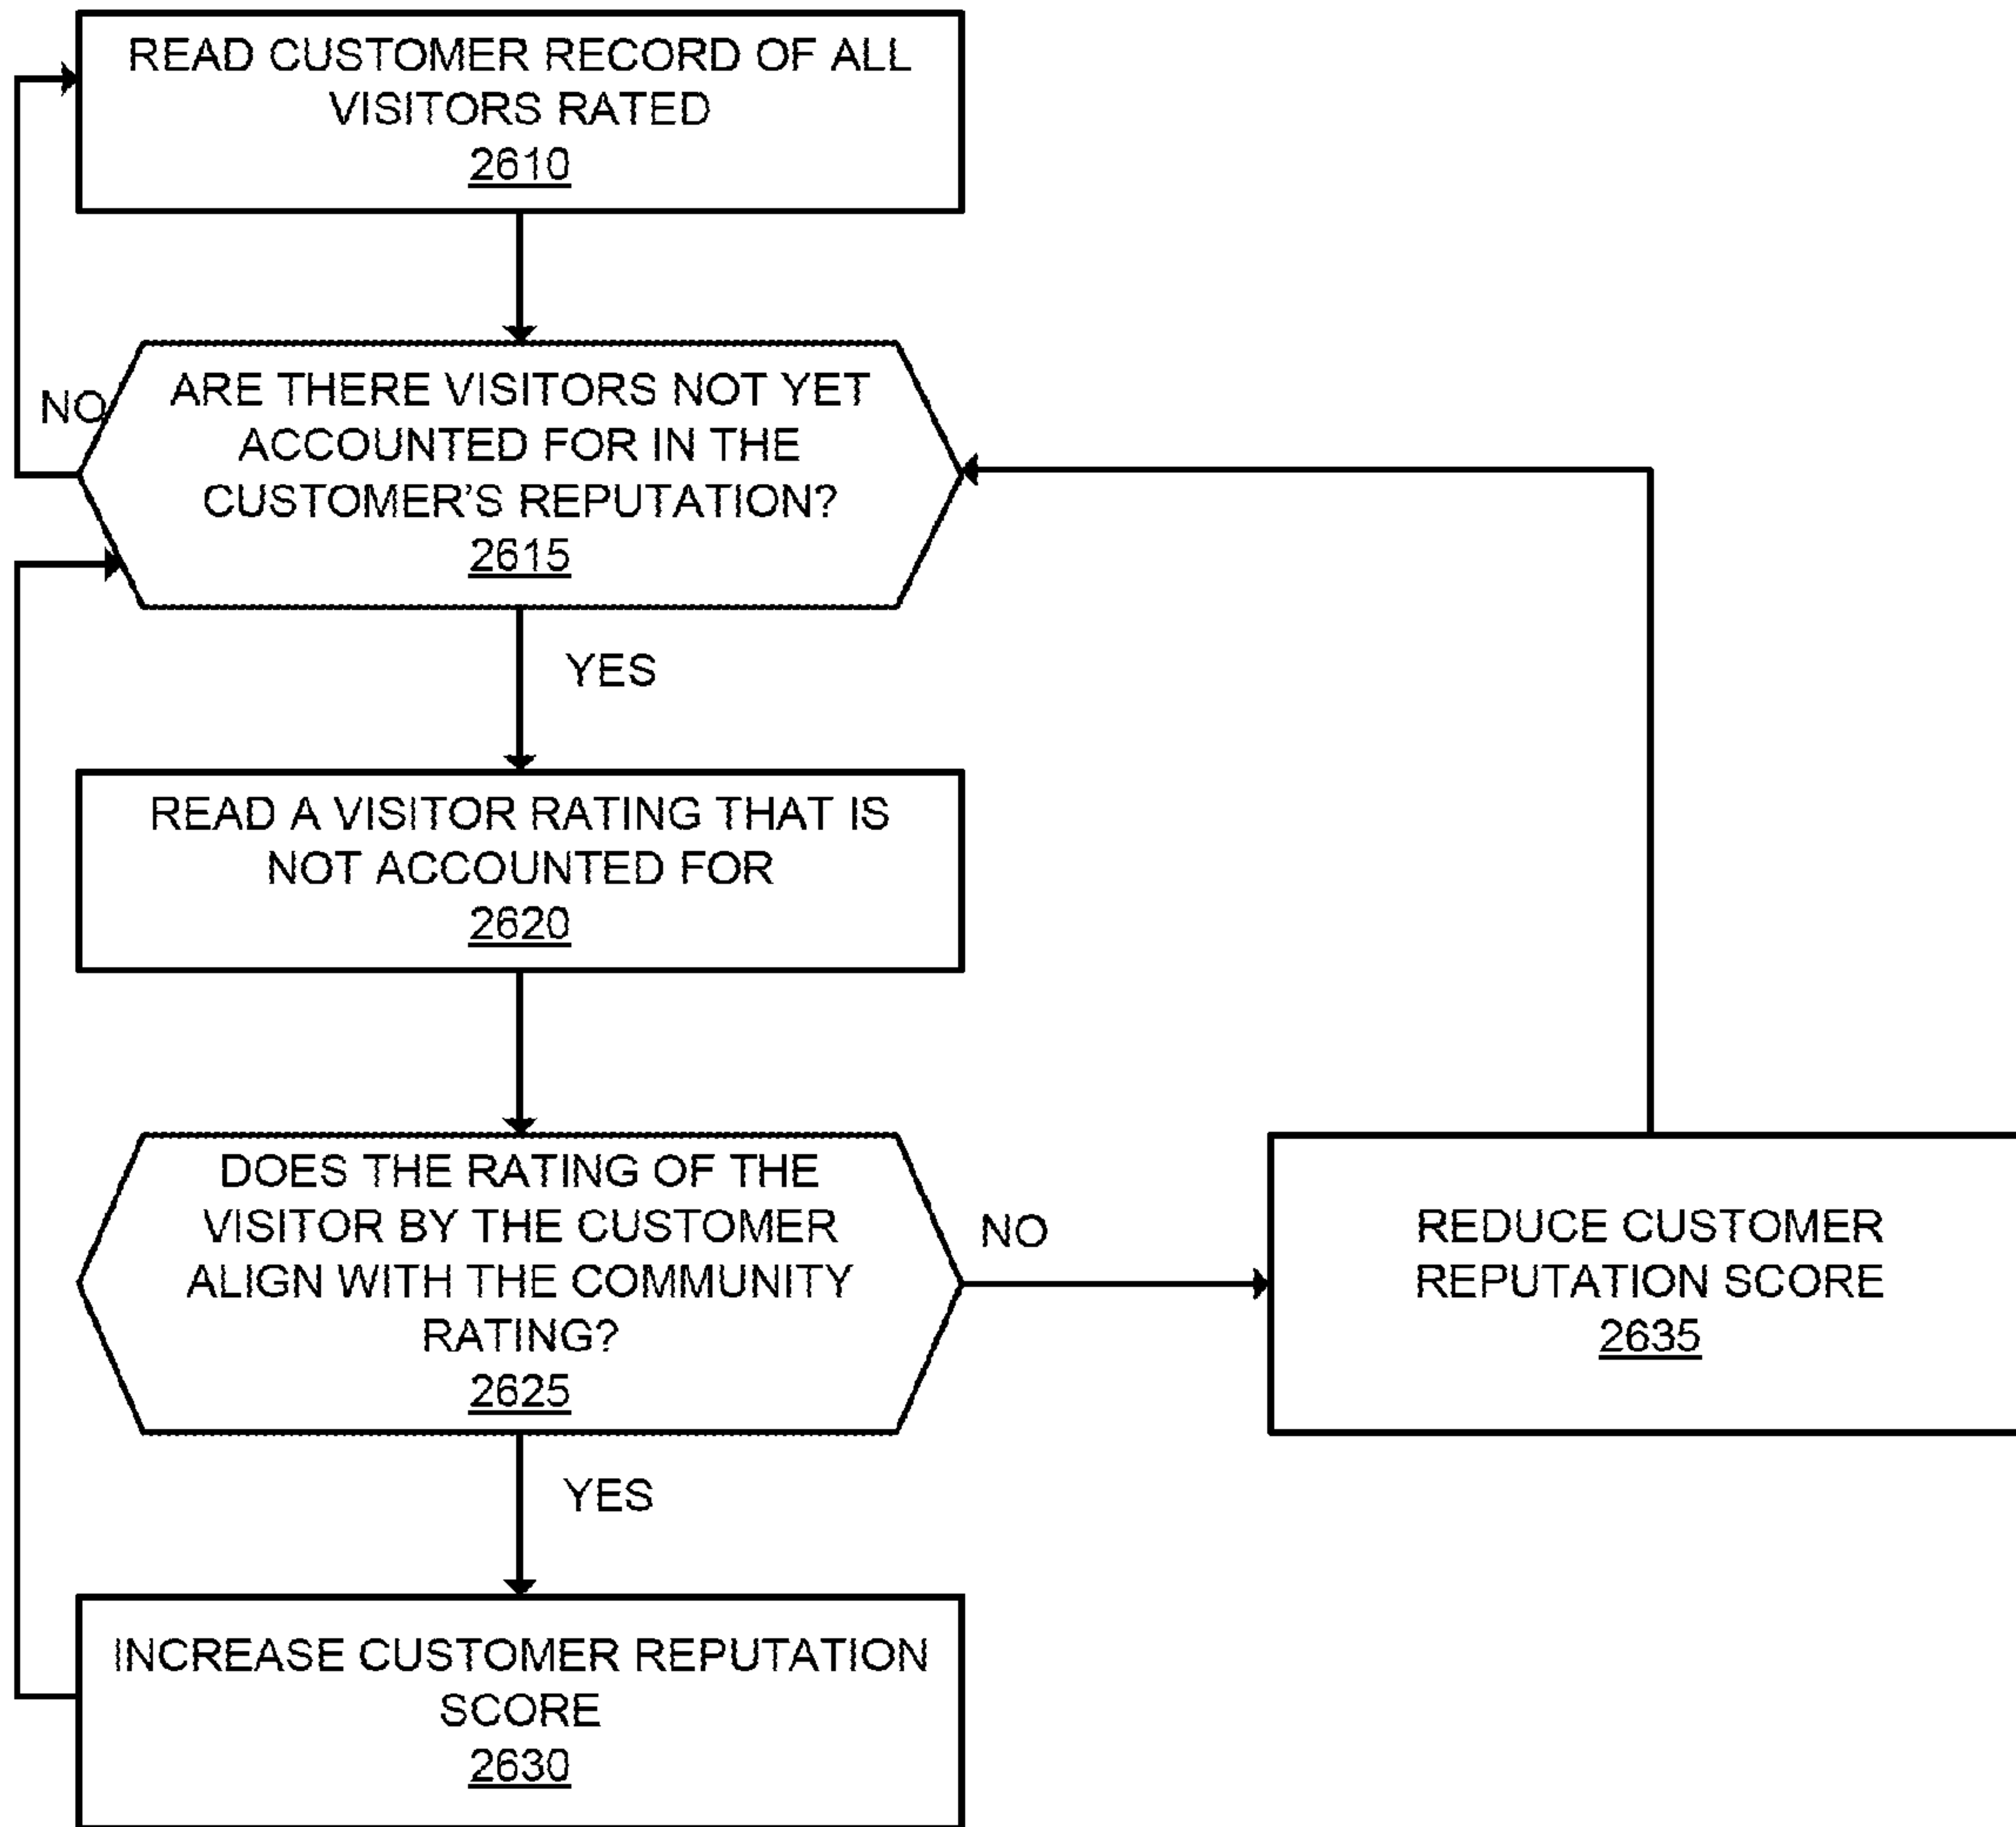 READ CUSTOMER RECORD OF ALL
VISITORS RATED
2610
NO
ARE THERE VISITORS NOT YET
ACCOUNTED FOR IN THE
CUSTOMER'S REPUTATION?
2615
YES
READ A VISITOR RATING THAT IS
NOT ACCOUNTED FOR
2620
DOES THE RATING OF THE
VISITOR BY THE CUSTOMER
ALIGN WITH THE COMMUNITY
RATING?
2625
NO
REDUCE CUSTOMER
REPUTATION SCORE
2635
YES
INCREASE CUSTOMER REPUTATION
SCORE
2630